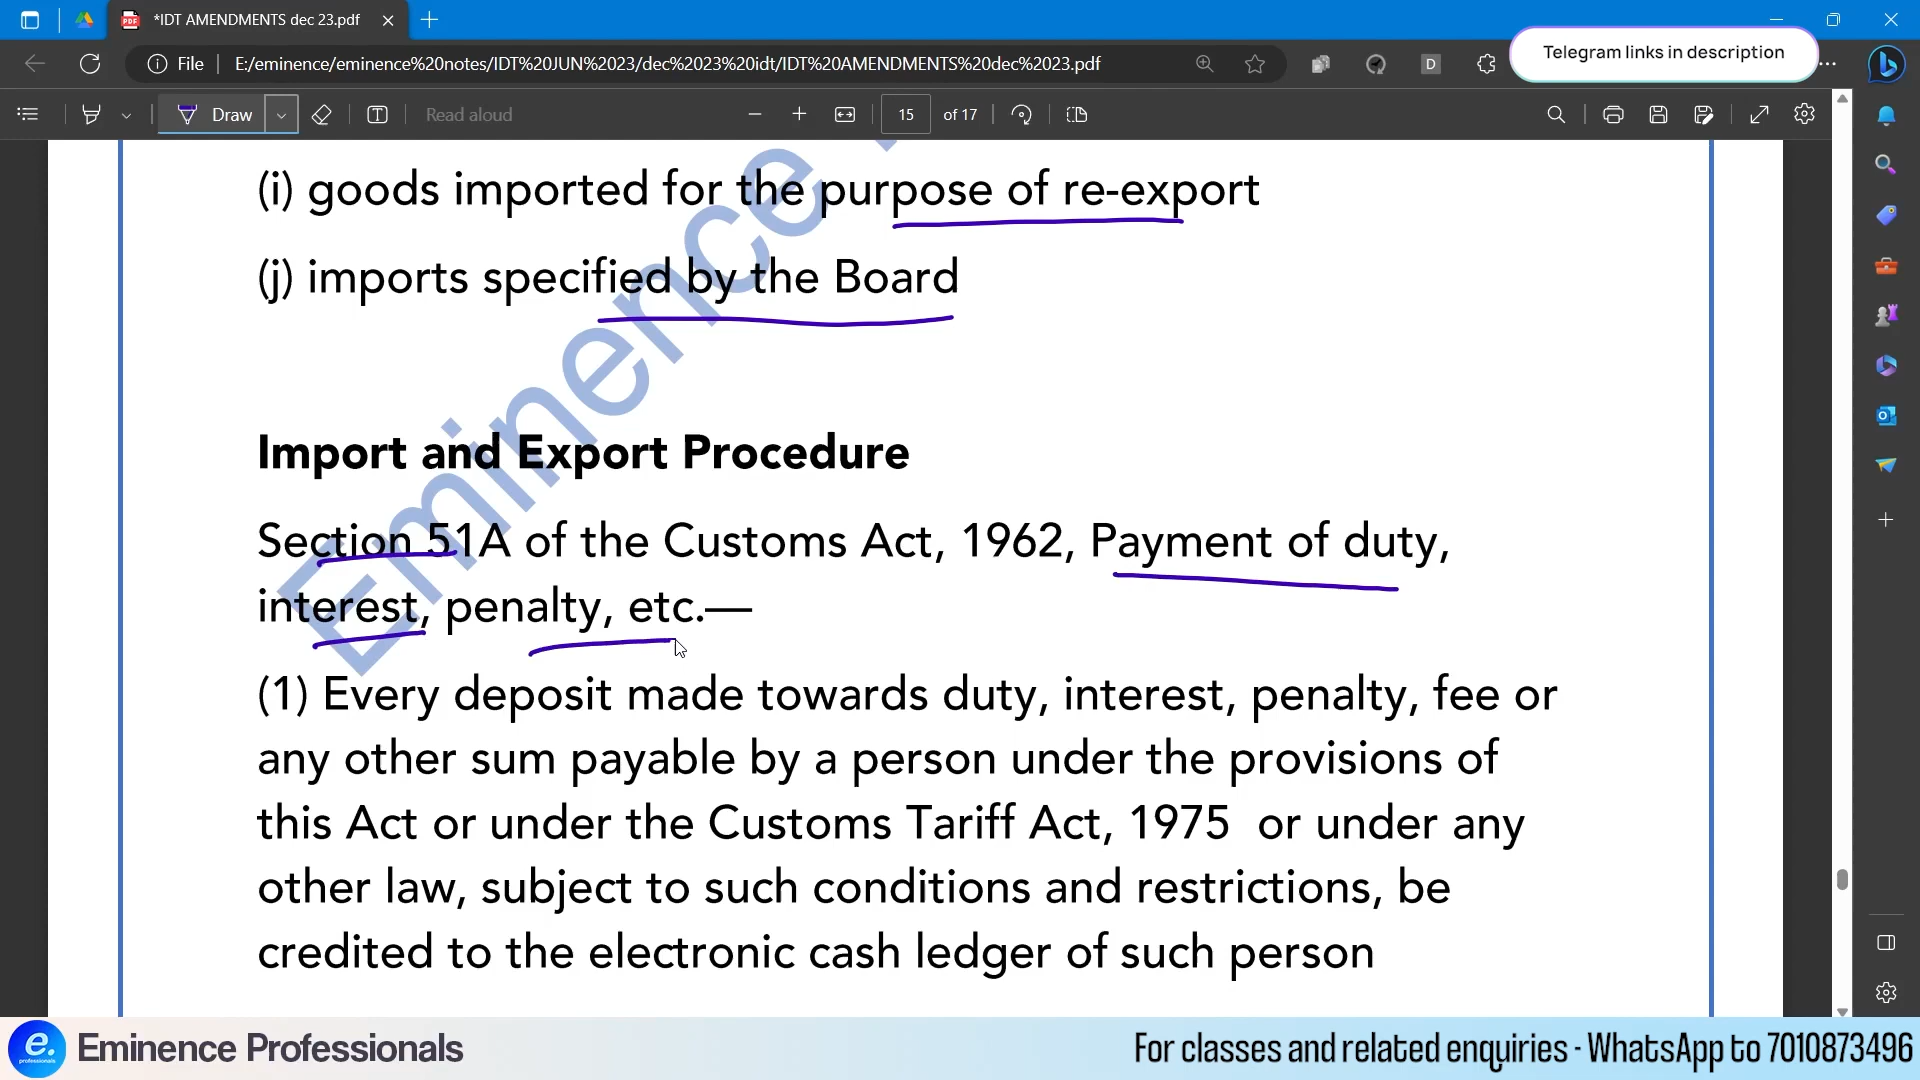 *IDT AMENDMENTS dec 23.pdf
File
E:/eminence/eminence%20notes/IDT%20JUN%2023/dec%2023%20idt/IDT%20AMENDMENTS%20dec%2023.pdf
Telegram links in description
Draw
Read aloud
15 of 17
(i) goods imported for the purpose of re-export
(j) imports specified by the Board
Eminence
Import and Export Procedure
Section 51A of the Customs Act, 1962, Payment of duty,
interest, penalty, etc.—
(1) Every deposit made towards duty, interest, penalty, fee or
any other sum payable by a person under the provisions of
this Act or under the Customs Tariff Act, 1975 or under any
other law, subject to such conditions and restrictions, be
credited to the electronic cash ledger of such person
e.
professionals
Eminence Professionals
For classes and related enquiries - WhatsApp to 7010873496